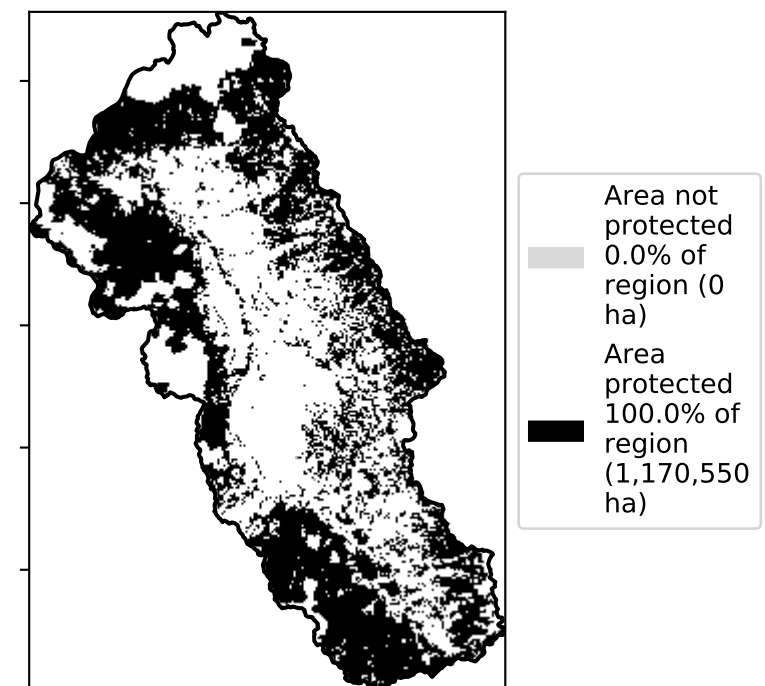 Area not
protected
0.0% of
region (0
ha)
Area
protected
100.0% of
region
(1,170,550
ha)